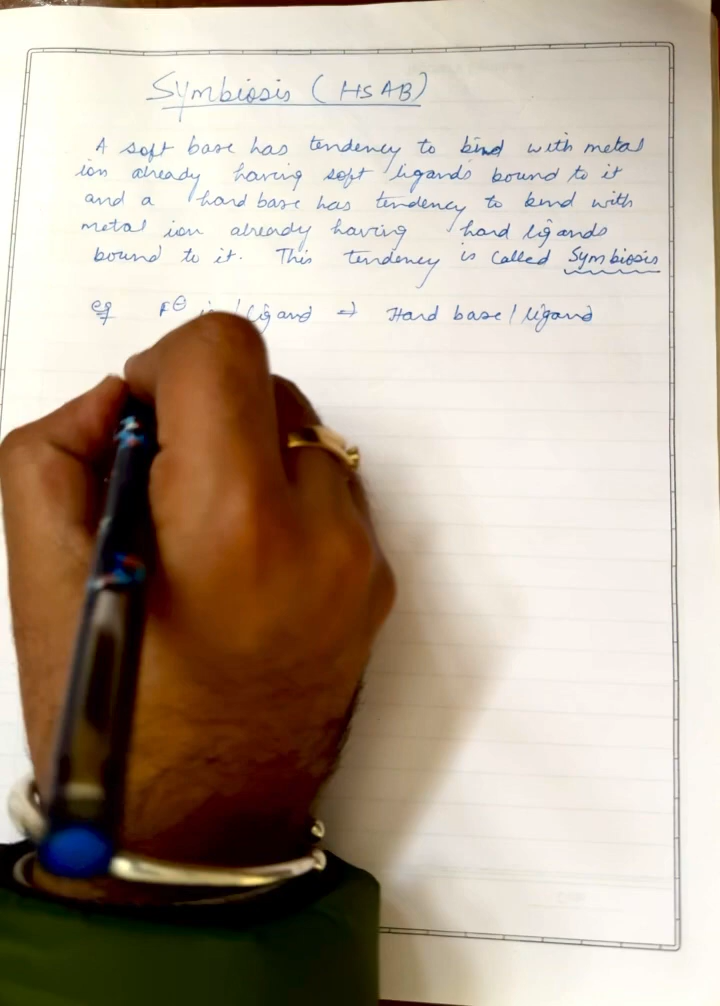 Symbiosis (HSAB)
A soft base has tendency to bind with metal
ion already having soft ligands bound to it
and a hard base has tendency to bind with
metal ion already having hard ligands
bound to it. This tendency is called Symbiosis
eg F⊖ ligand ⇒ Hard base/ligand